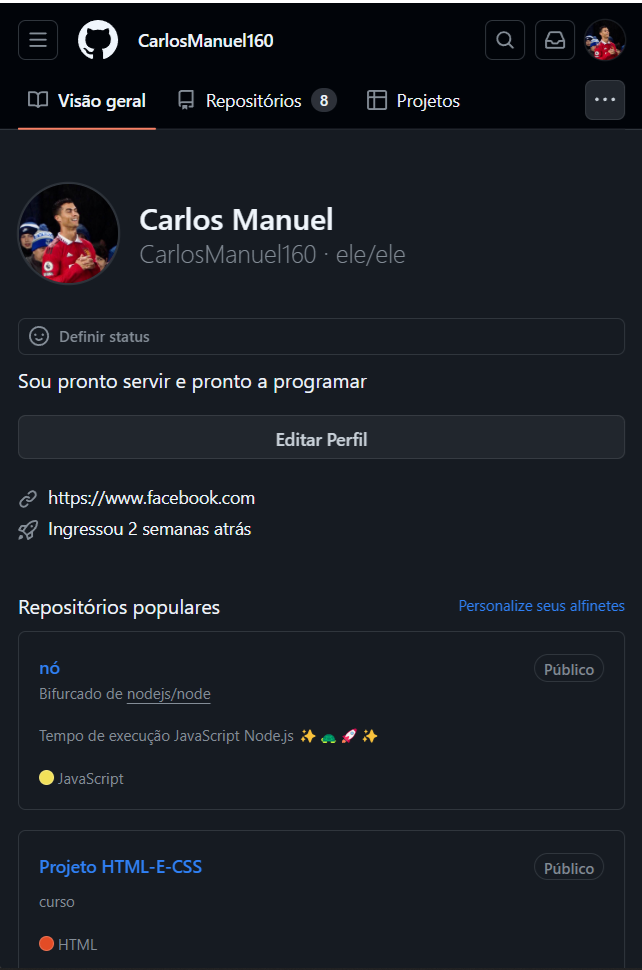 CarlosManuel160
Visão geral
Repositórios 8
Projetos
Carlos Manuel
CarlosManuel160 · ele/ele
Definir status
Sou pronto servir e pronto a programar
Editar Perfil
https://www.facebook.com
Ingressou 2 semanas atrás
Repositórios populares
Personalize seus alfinetes
nó
Público
Bifurcado de nodejs/node
Tempo de execução JavaScript Node.js ✨🐢🚀✨
JavaScript
Projeto HTML-E-CSS
Público
curso
HTML